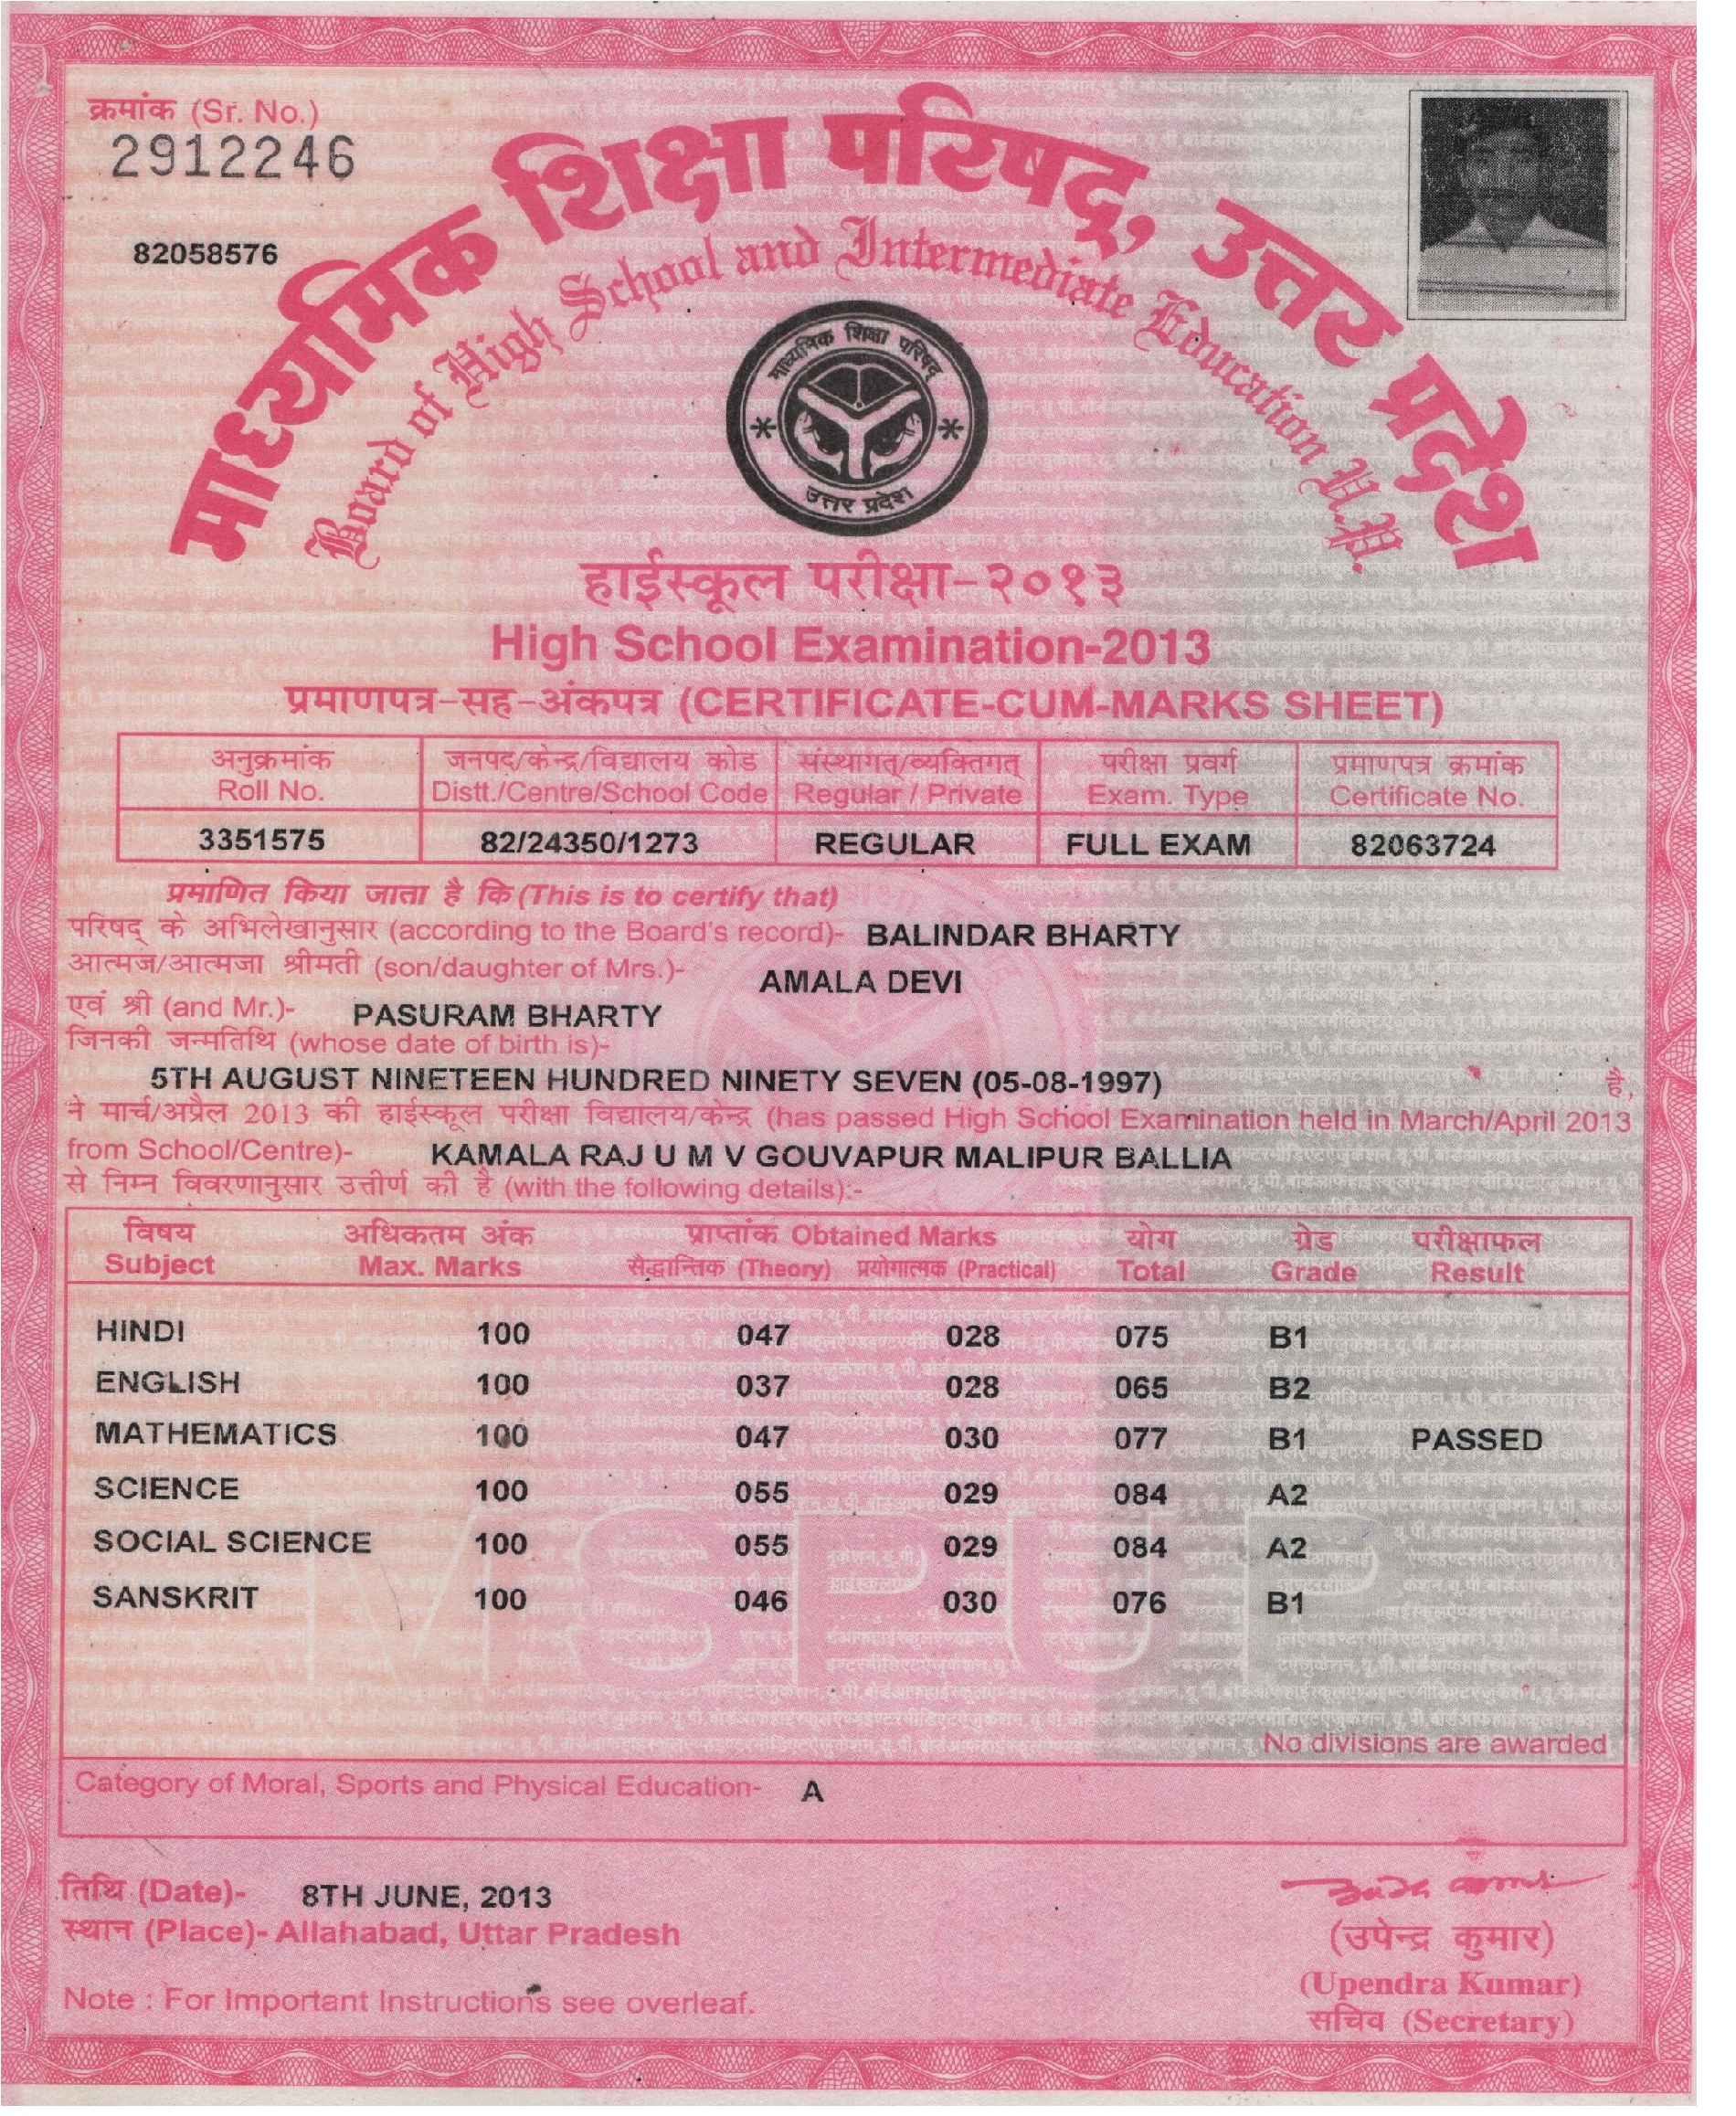 क्रमांक (Sr. No.)
2912246
82058576
माध्यमिक शिक्षा परिषद्, उत्तर प्रदेश
Board of High School and Intermediate Education U.P.
माध्यमिक शिक्षा परिषद्
उत्तर प्रदेश
हाईस्कूल परीक्षा-२०१३
High School Examination-2013
प्रमाणपत्र-सह-अंकपत्र (CERTIFICATE-CUM-MARKS SHEET)
अनुक्रमांक जनपद/केन्द्र/विद्यालय कोड संस्थागत्/व्यक्तिगत् परीक्षा प्रवर्ग प्रमाणपत्र क्रमांक
Roll No. Distt./Centre/School Code Regular / Private Exam. Type Certificate No.
3351575 82/24350/1273 REGULAR FULL EXAM 82063724
प्रमाणित किया जाता है कि (This is to certify that)
परिषद् के अभिलेखानुसार (according to the Board's record)- BALINDAR BHARTY
आत्मज/आत्मजा श्रीमती (son/daughter of Mrs.)- AMALA DEVI
एवं श्री (and Mr.)- PASURAM BHARTY
जिनकी जन्मतिथि (whose date of birth is)-
5TH AUGUST NINETEEN HUNDRED NINETY SEVEN (05-08-1997) है,
ने मार्च/अप्रैल 2013 की हाईस्कूल परीक्षा विद्यालय/केन्द्र (has passed High School Examination held in March/April 2013
from School/Centre)- KAMALA RAJ U M V GOUVAPUR MALIPUR BALLIA
से निम्न विवरणानुसार उत्तीर्ण की है (with the following details):-
विषय अधिकतम अंक प्राप्तांक Obtained Marks योग ग्रेड परीक्षाफल
Subject Max. Marks सैद्धान्तिक (Theory) प्रयोगात्मक (Practical) Total Grade Result
HINDI 100 047 028 075 B1
ENGLISH 100 037 028 065 B2
MATHEMATICS 100 047 030 077 B1 PASSED
SCIENCE 100 055 029 084 A2
SOCIAL SCIENCE 100 055 029 084 A2
SANSKRIT 100 046 030 076 B1
MSPUP
No divisions are awarded
Category of Moral, Sports and Physical Education- A
तिथि (Date)- 8TH JUNE, 2013
स्थान (Place)- Allahabad, Uttar Pradesh
(उपेन्द्र कुमार)
(Upendra Kumar)
सचिव (Secretary)
Note : For Important Instructions see overleaf.